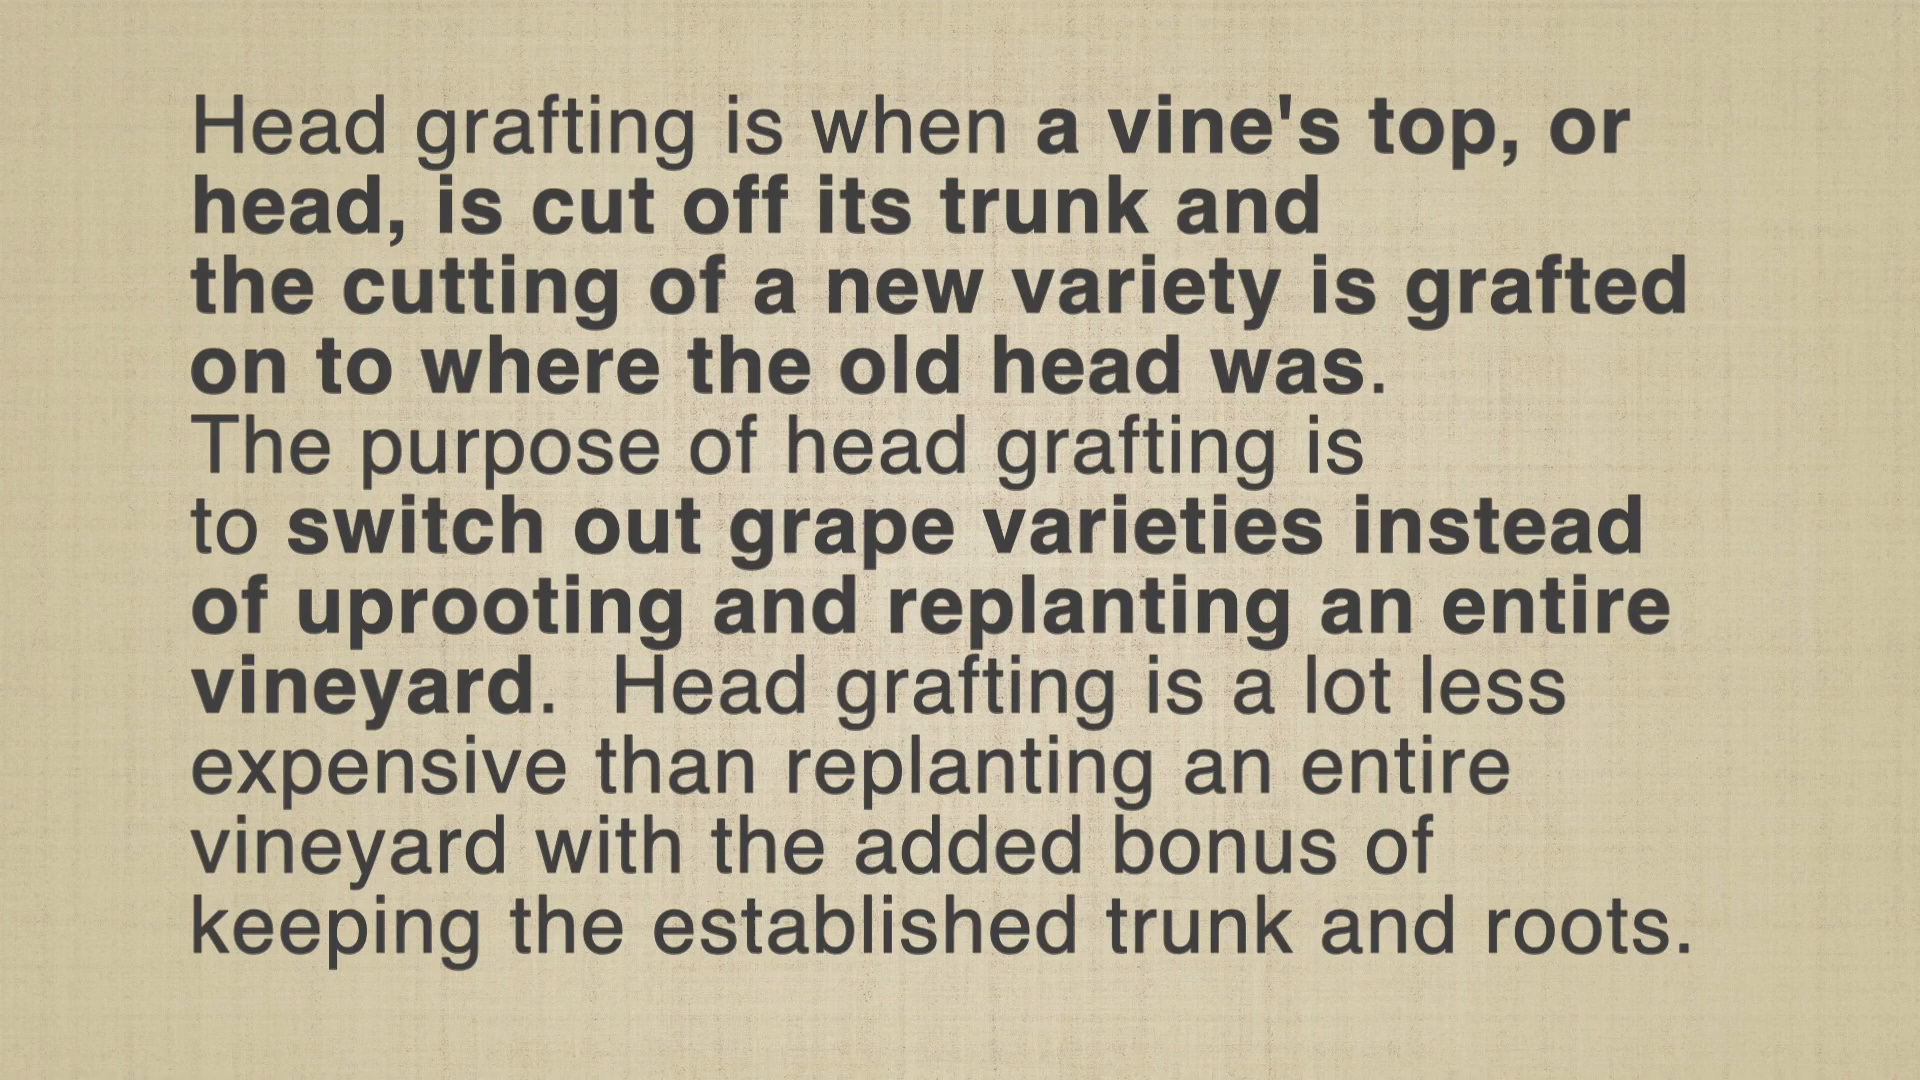 Head grafting is when a vine's top, or
head, is cut off its trunk and
the cutting of a new variety is grafted
on to where the old head was.
The purpose of head grafting is
to switch out grape varieties instead
of uprooting and replanting an entire
vineyard.  Head grafting is a lot less
expensive than replanting an entire
vineyard with the added bonus of
keeping the established trunk and roots.